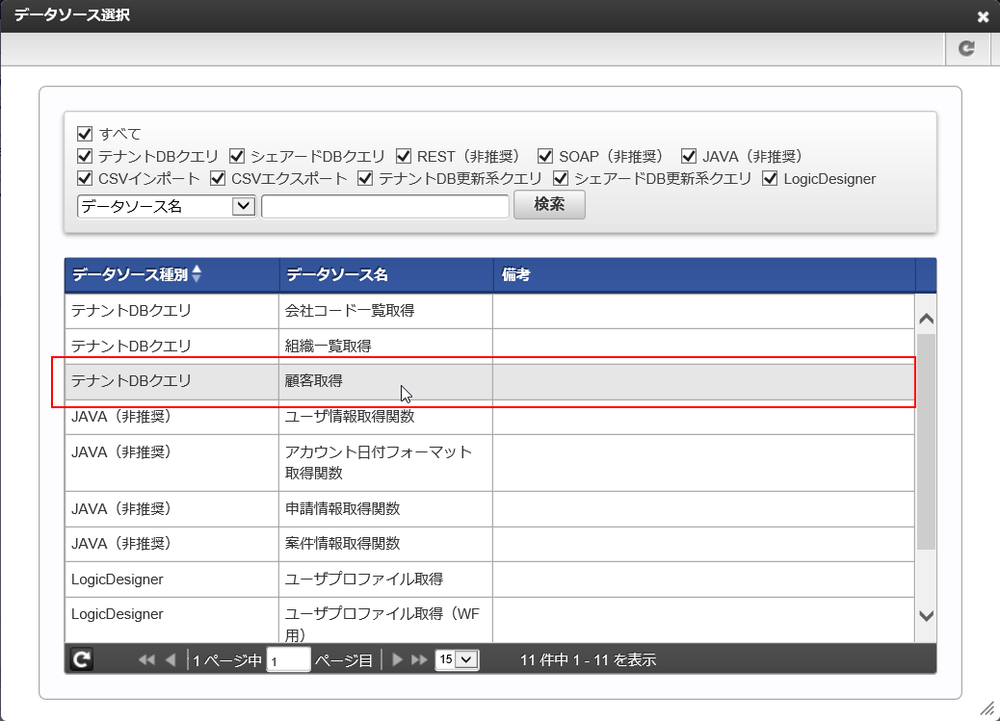 データソース選択
すべて
テナントDBクエリ シェアードDBクエリ REST（非推奨） SOAP（非推奨） JAVA（非推奨）
CSVインポート CSVエクスポート テナントDB更新系クエリ シェアードDB更新系クエリ LogicDesigner
データソース名 検索
データソース種別 データソース名 備考
テナントDBクエリ 会社コード一覧取得
テナントDBクエリ 組織一覧取得
テナントDBクエリ 顧客取得
JAVA（非推奨） ユーザ情報取得関数
JAVA（非推奨） アカウント日付フォーマット
取得関数
JAVA（非推奨） 申請情報取得関数
JAVA（非推奨） 案件情報取得関数
LogicDesigner ユーザプロファイル取得
LogicDesigner ユーザプロファイル取得（WF
用）
1 ページ中 1 ページ目 15 11 件中 1 - 11 を表示